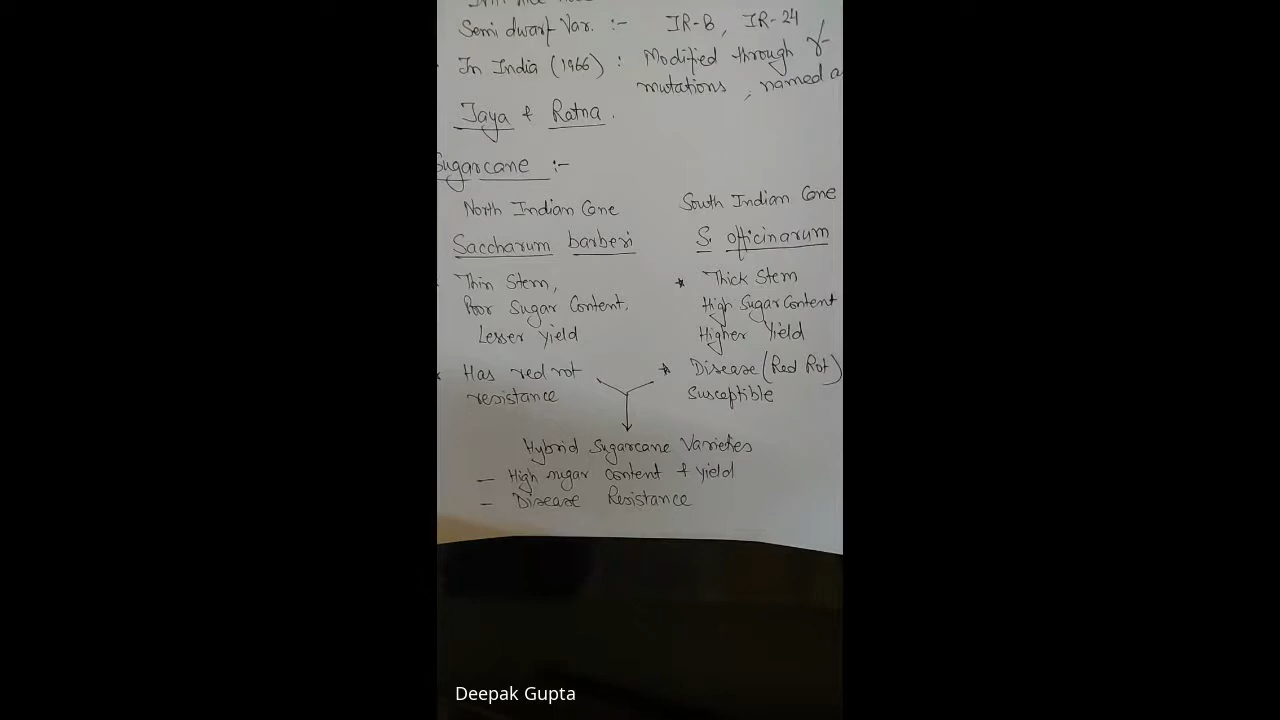 Semi dwarf Var. :- IR-8, IR-24
In India (1966) : Modified through γ-
mutations, named a
Jaya & Ratna.
Sugarcane :-
North Indian Cane South Indian Cane
Saccharum barberi S. officinarum
Thin Stem, * Thick Stem
Poor Sugar Content. High Sugar Content
Lesser Yield Higher Yield
* Has red rot * Disease (Red Rot)
resistance Susceptible
Hybrid Sugarcane Varieties
- High sugar content & yield
- Disease Resistance
Deepak Gupta